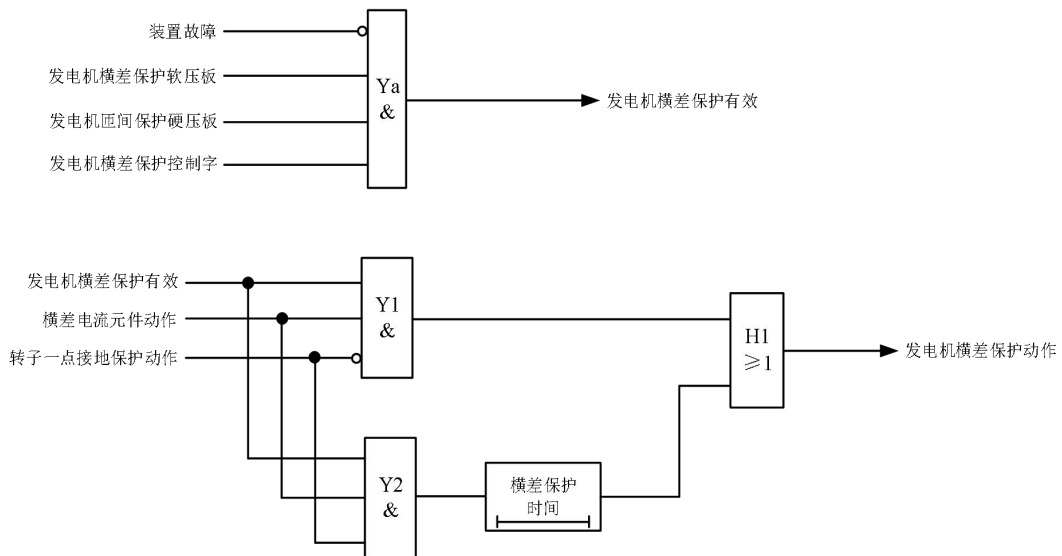 装置故障
发电机横差保护软压板
发电机匝间保护硬压板
发电机横差保护控制字
Ya
&
发电机横差保护有效
发电机横差保护有效
横差电流元件动作
转子一点接地保护动作
Y1
&
H1
≥1
发电机横差保护动作
Y2
&
横差保护
时间